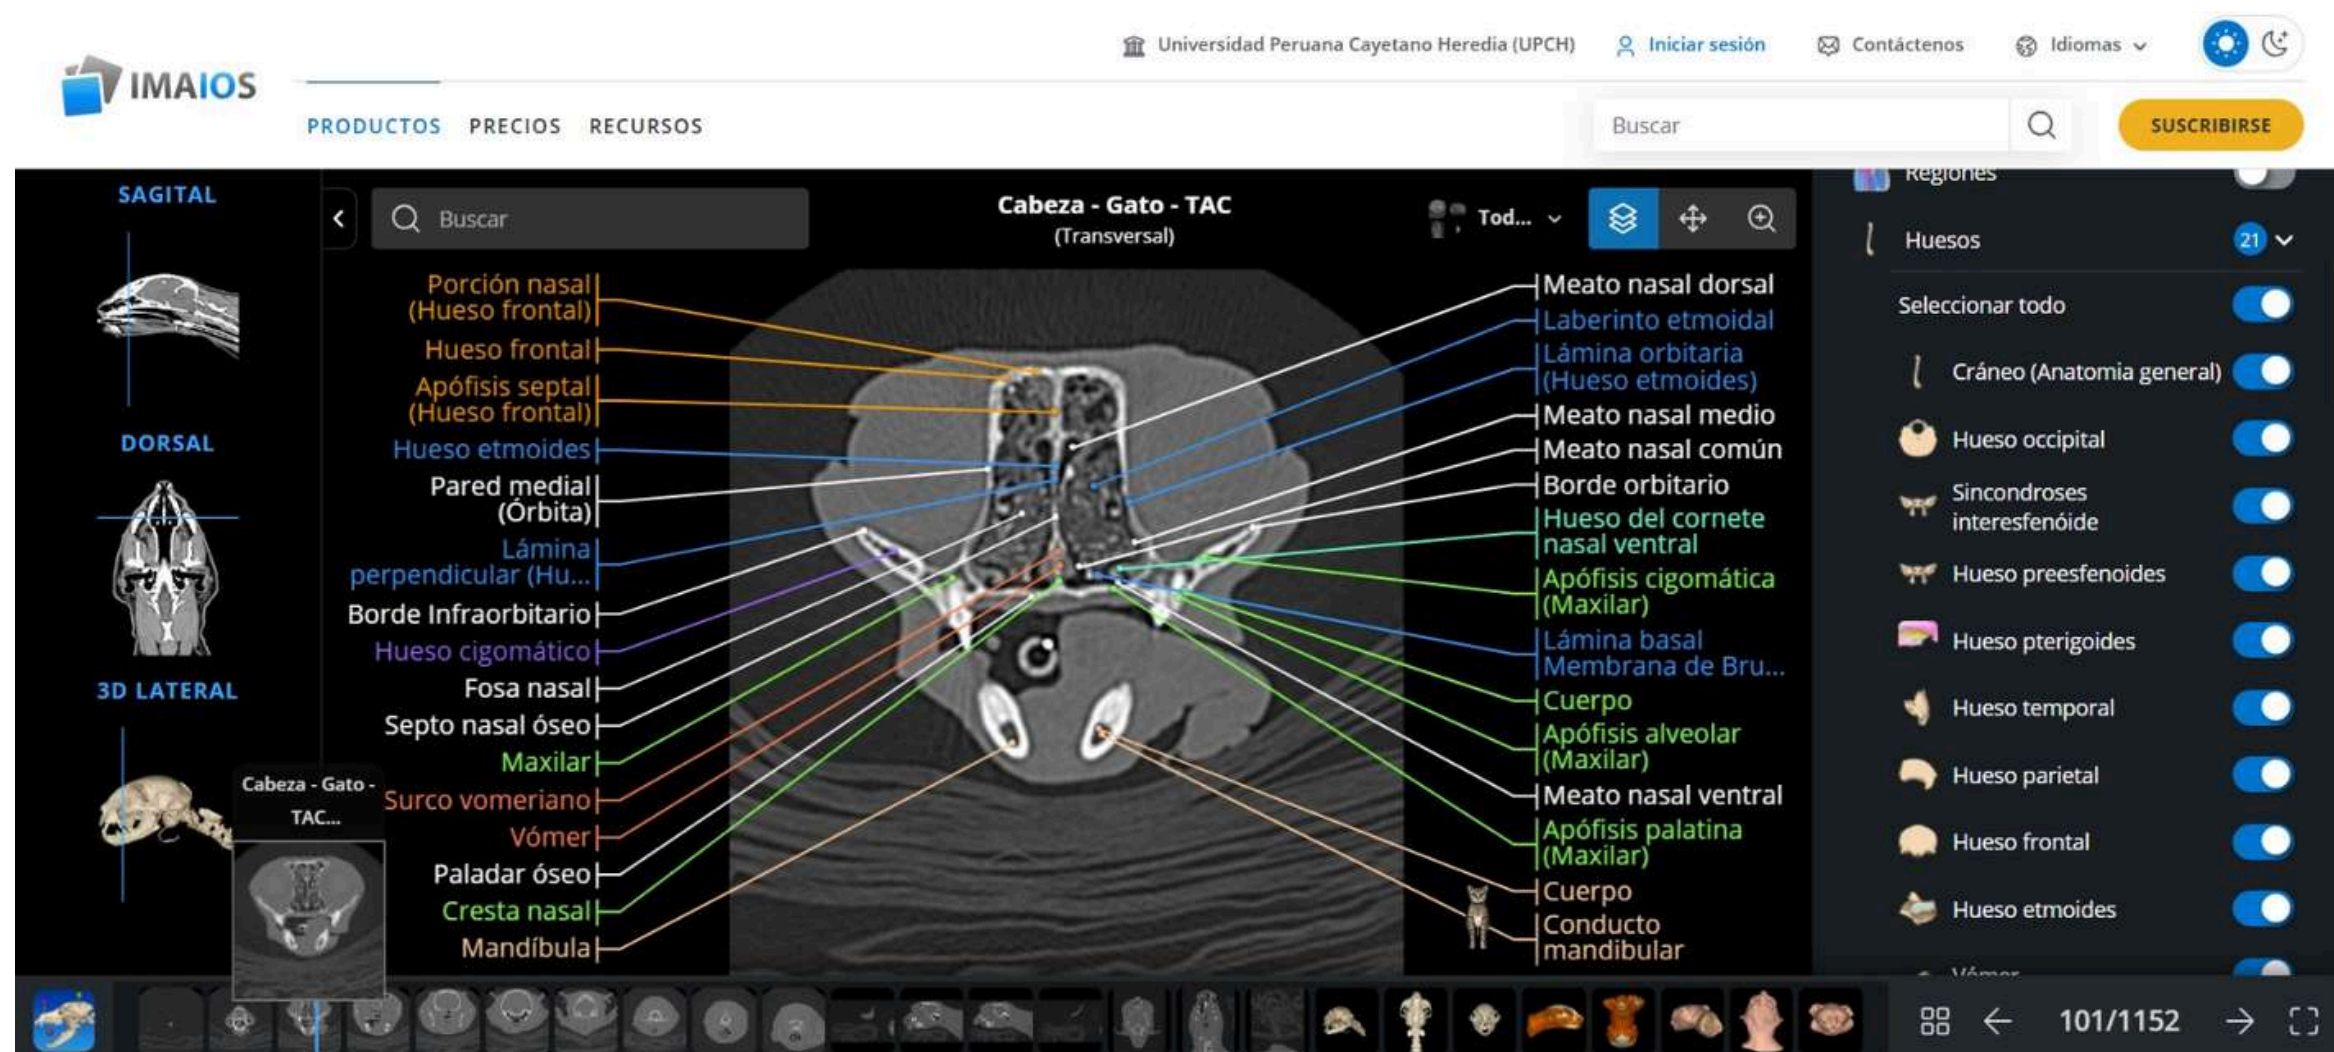 Universidad Peruana Cayetano Heredia (UPCH)
Iniciar sesión
Contáctenos
Idiomas
IMAIOS
PRODUCTOS
PRECIOS
RECURSOS
Buscar
SUSCRIBIRSE
SAGITAL
DORSAL
3D LATERAL
Cabeza - Gato -
TAC...
Buscar
Cabeza - Gato - TAC
(Transversal)
Tod...
Porción nasal
(Hueso frontal)
Hueso frontal
Apófisis septal
(Hueso frontal)
Hueso etmoides
Pared medial
(Órbita)
Lámina
perpendicular (Hu...
Borde Infraorbitario
Hueso cigomático
Fosa nasal
Septo nasal óseo
Maxilar
Surco vomeriano
Vómer
Paladar óseo
Cresta nasal
Mandíbula
Meato nasal dorsal
Laberinto etmoidal
Lámina orbitaria
(Hueso etmoides)
Meato nasal medio
Meato nasal común
Borde orbitario
Hueso del cornete
nasal ventral
Apófisis cigomática
(Maxilar)
Lámina basal
Membrana de Bru...
Cuerpo
Apófisis alveolar
(Maxilar)
Meato nasal ventral
Apófisis palatina
(Maxilar)
Cuerpo
Conducto
mandibular
Regiones
Huesos
21
Seleccionar todo
Cráneo (Anatomia general)
Hueso occipital
Sincondroses
interesfenóide
Hueso preesfenoides
Hueso pterigoides
Hueso temporal
Hueso parietal
Hueso frontal
Hueso etmoides
Vómer
101/1152